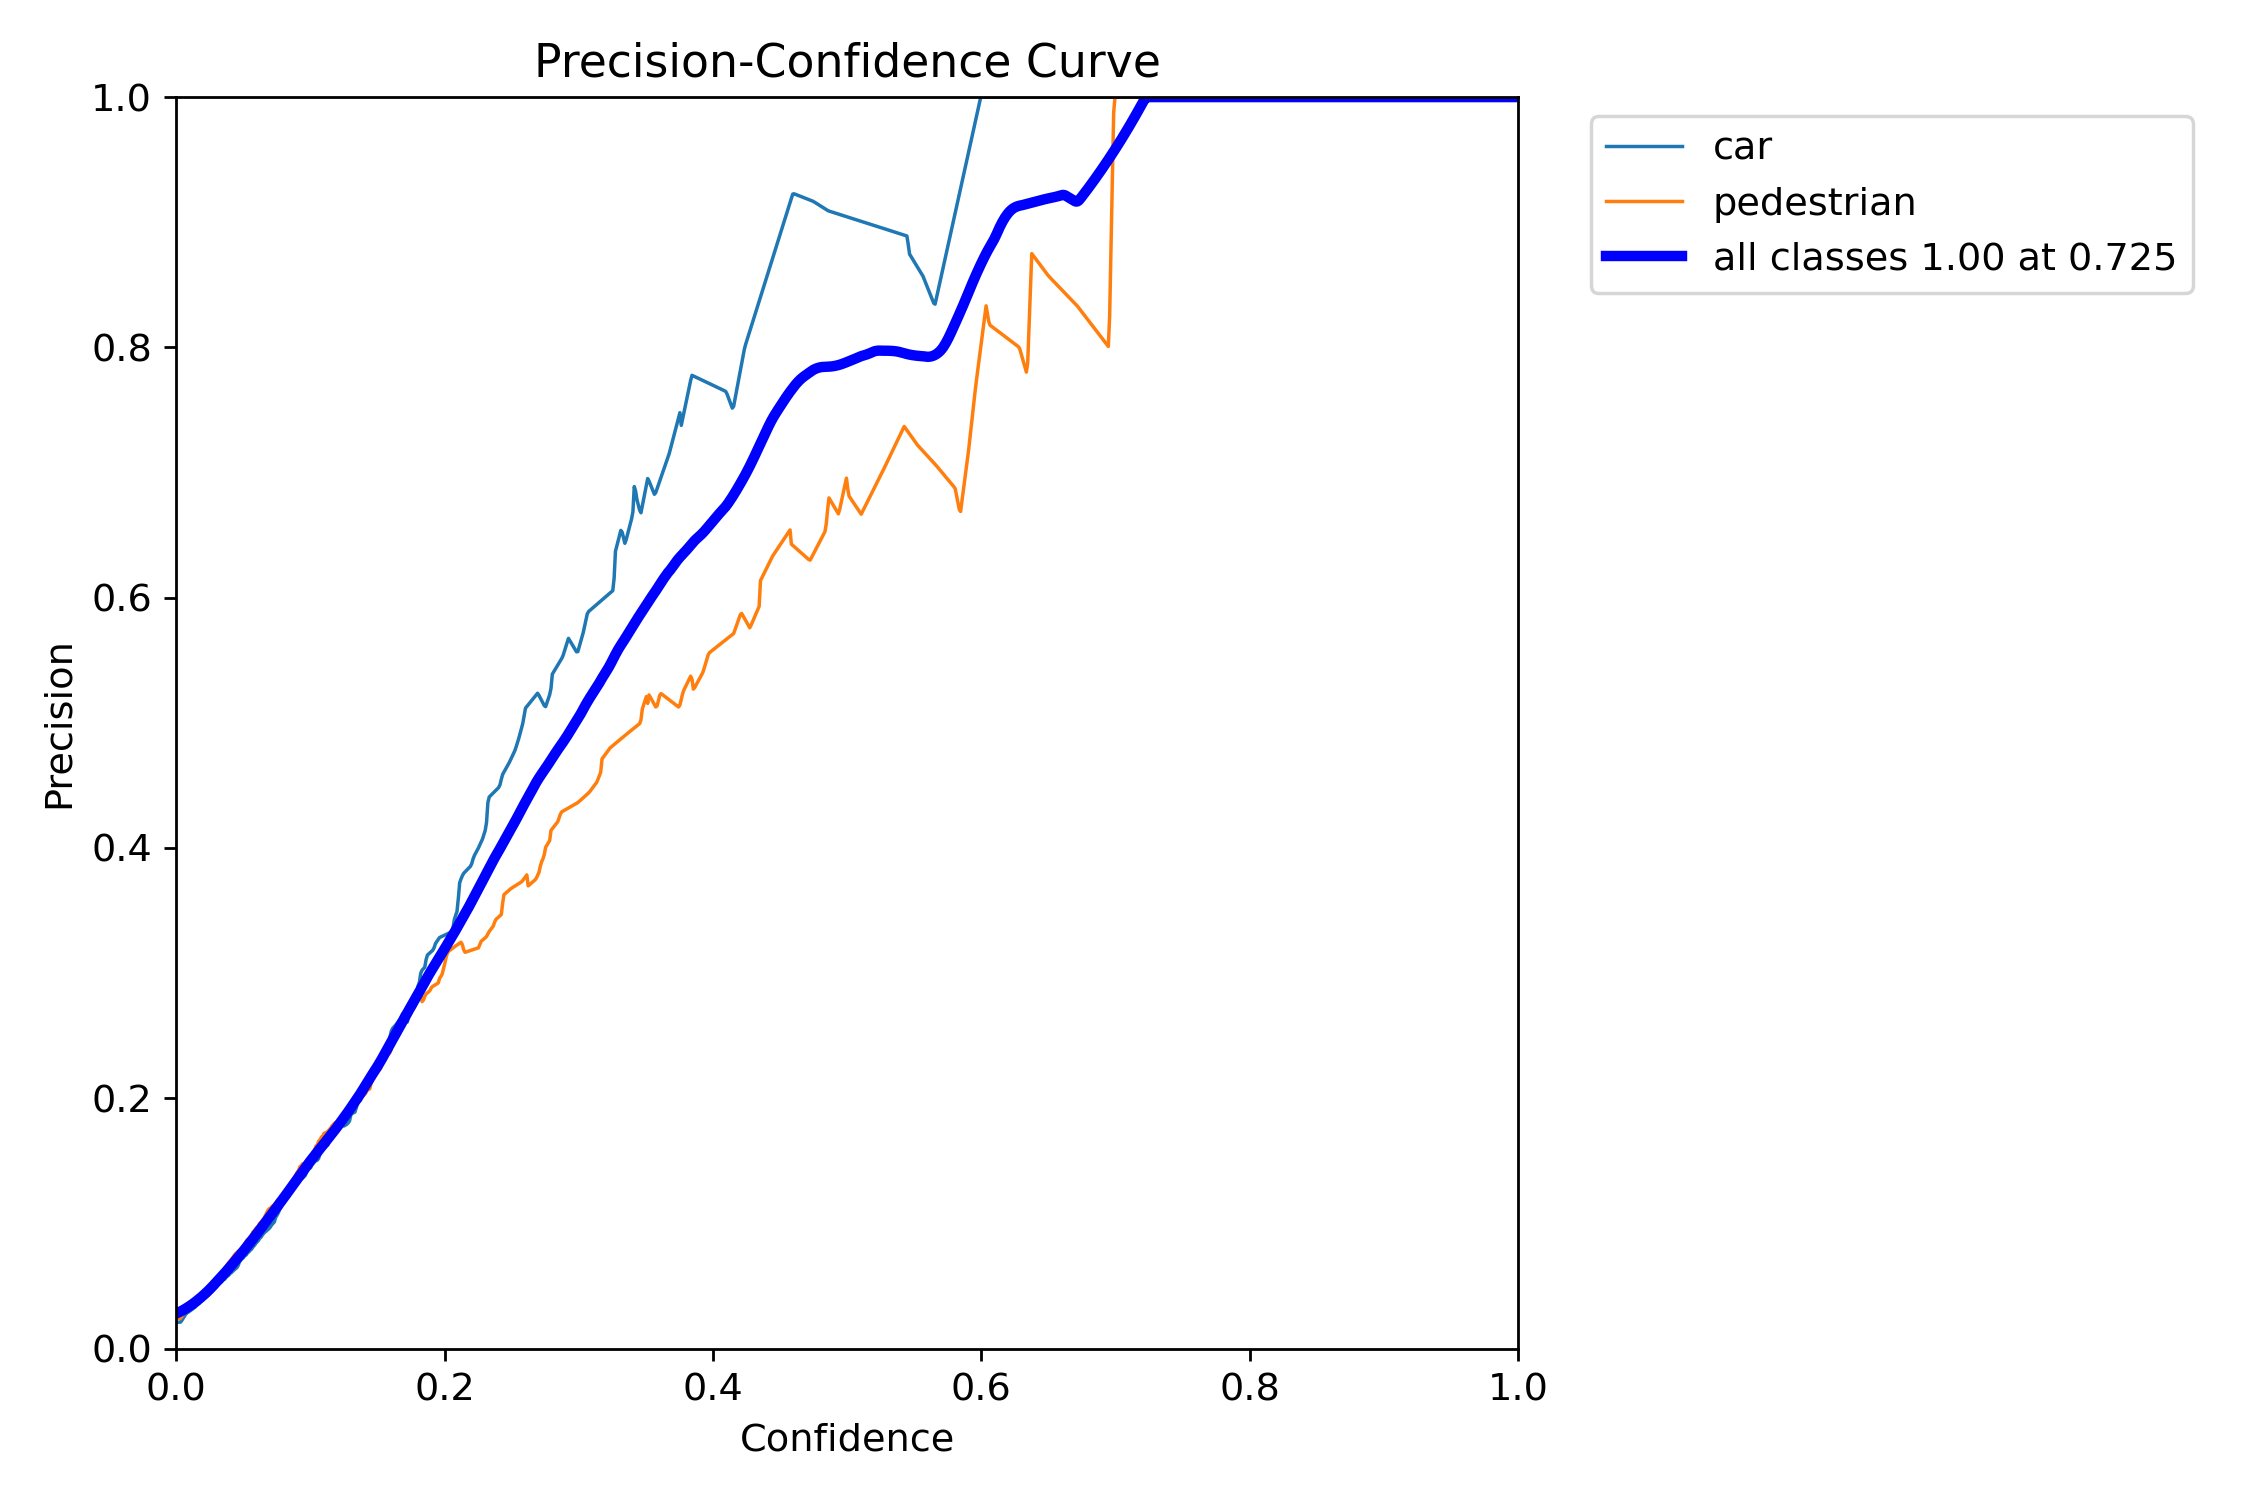 Precision-Confidence Curve
1.0
0.8
0.6
0.4
0.2
0.0
Precision
0.0 0.2 0.4 0.6 0.8 1.0
Confidence
car
pedestrian
all classes 1.00 at 0.725